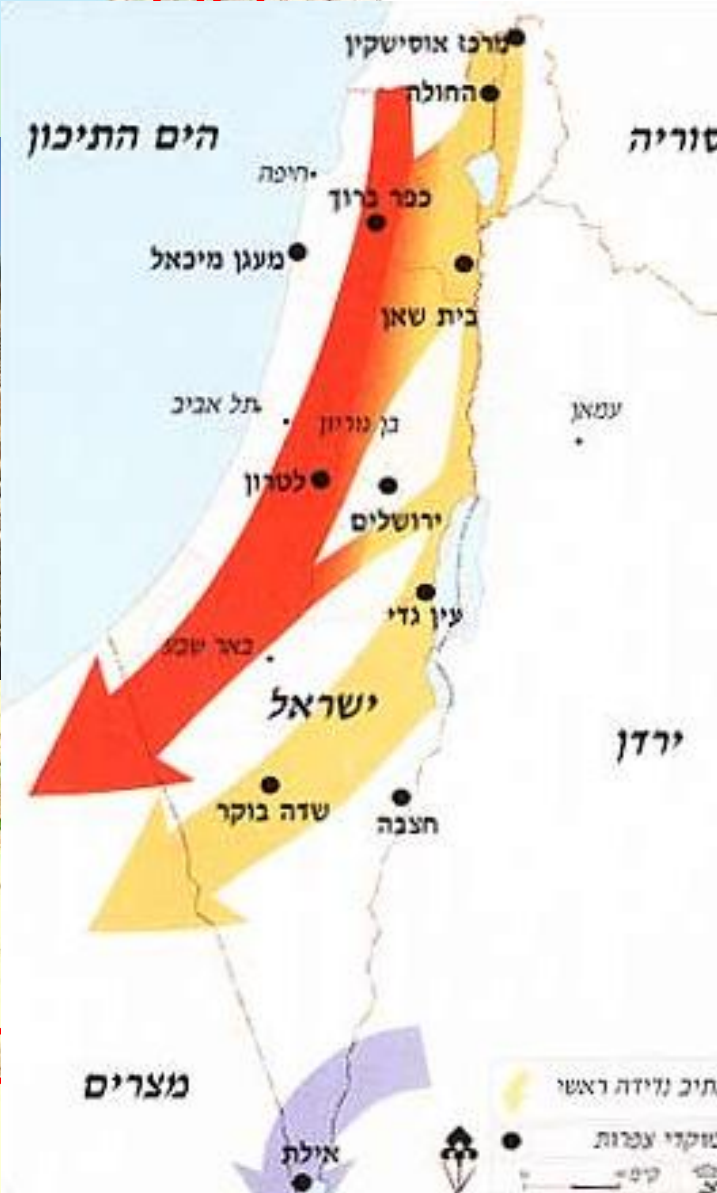 מרכז אוסישקין
החולה
הים התיכון
סוריה
חיפה
כפר ברוך
מעגן מיכאל
בית שאן
תל אביב
עמאן
בן גוריון
לטרון
ירושלים
עין גדי
באר שבע
ישראל
ירדן
שדה בוקר
חצבה
מצרים
נתיב נדידה ראשי
מוקדי צפרות
אילת
ק"מ